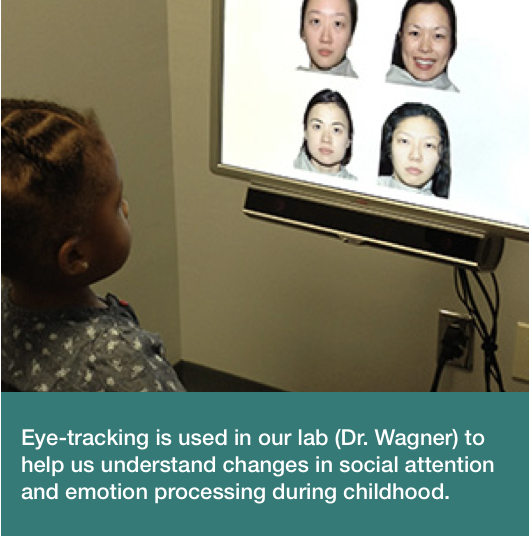 Eye-tracking is used in our lab (Dr. Wagner) to
help us understand changes in social attention
and emotion processing during childhood.